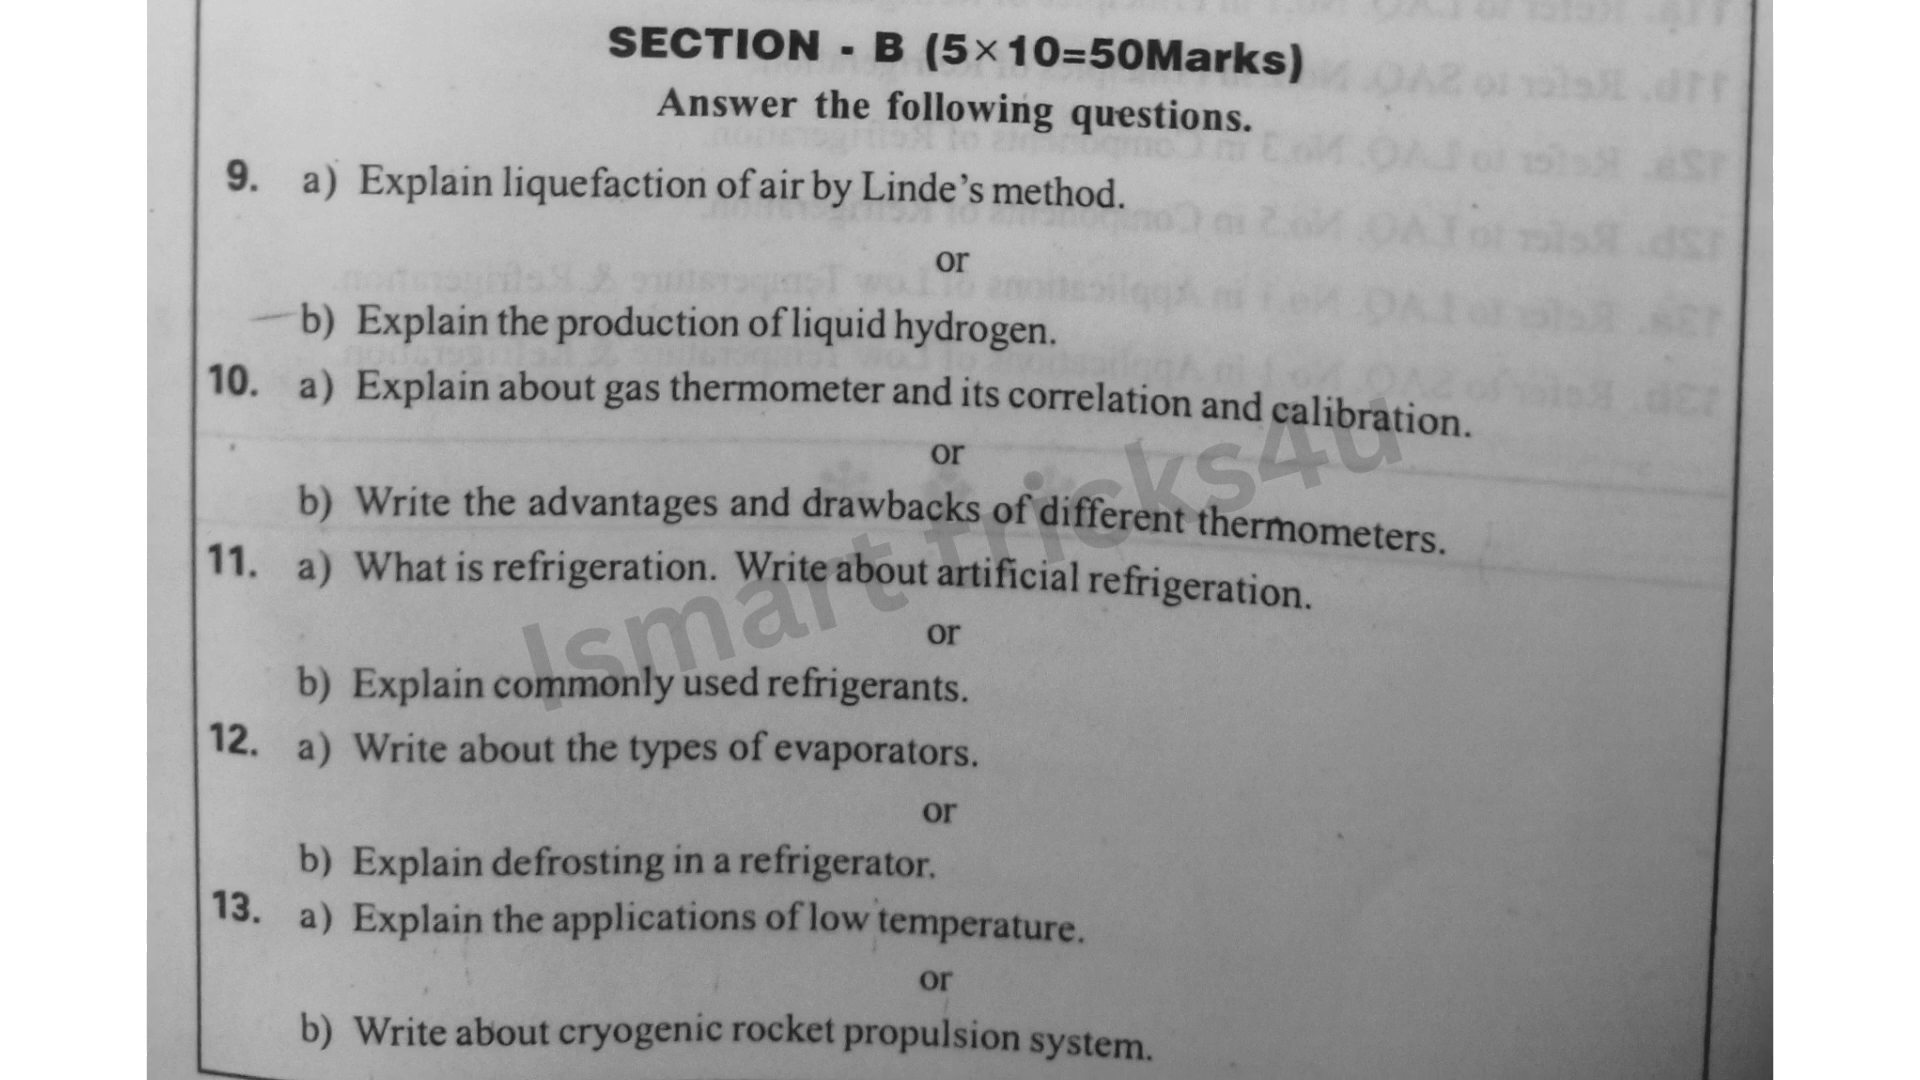 SECTION - B (5×10=50Marks)
Answer the following questions.
9. a) Explain liquefaction of air by Linde's method.
or
b) Explain the production of liquid hydrogen.
10. a) Explain about gas thermometer and its correlation and calibration.
or
b) Write the advantages and drawbacks of different thermometers.
11. a) What is refrigeration. Write about artificial refrigeration.
or
b) Explain commonly used refrigerants.
12. a) Write about the types of evaporators.
or
b) Explain defrosting in a refrigerator.
13. a) Explain the applications of low temperature.
or
b) Write about cryogenic rocket propulsion system.
Ismart tricks4u